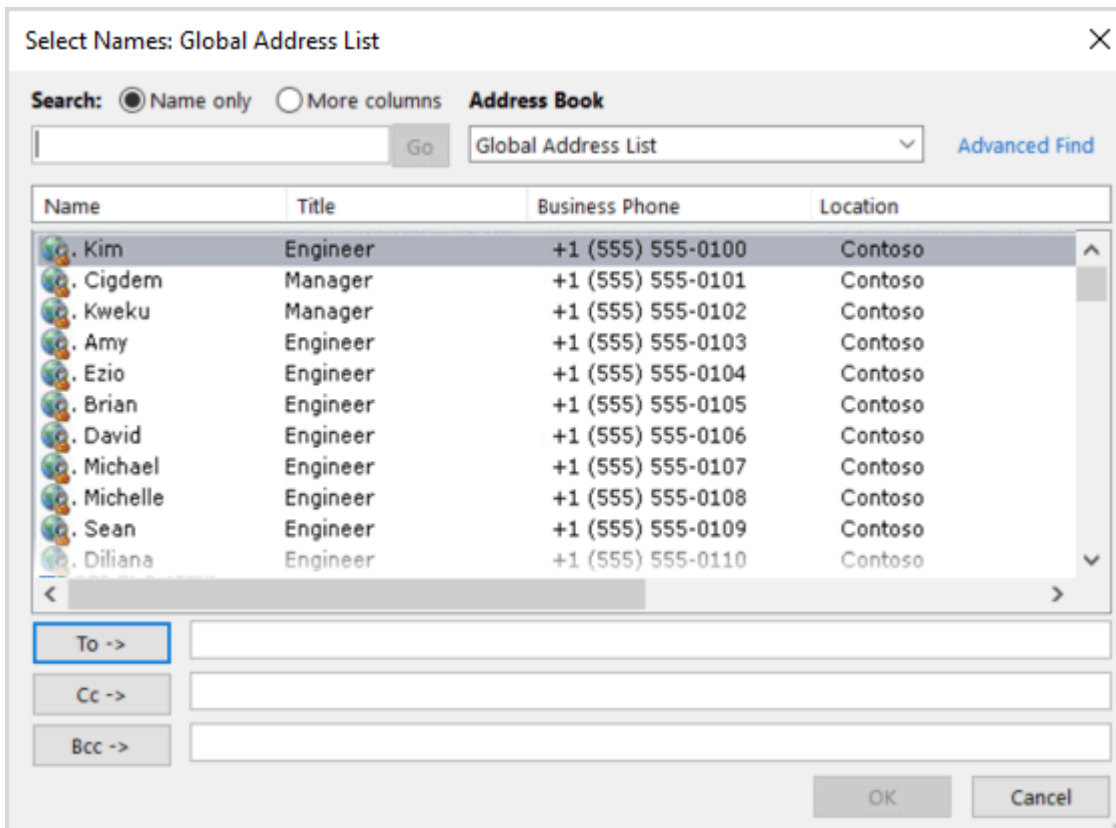 Select Names: Global Address List
Search: Name only More columns Address Book
Go Global Address List Advanced Find
Name Title Business Phone Location
. Kim Engineer +1 (555) 555-0100 Contoso
. Cigdem Manager +1 (555) 555-0101 Contoso
. Kweku Manager +1 (555) 555-0102 Contoso
. Amy Engineer +1 (555) 555-0103 Contoso
. Ezio Engineer +1 (555) 555-0104 Contoso
. Brian Engineer +1 (555) 555-0105 Contoso
. David Engineer +1 (555) 555-0106 Contoso
. Michael Engineer +1 (555) 555-0107 Contoso
. Michelle Engineer +1 (555) 555-0108 Contoso
. Sean Engineer +1 (555) 555-0109 Contoso
. Diliana Engineer +1 (555) 555-0110 Contoso
To ->
Cc ->
Bcc ->
OK Cancel